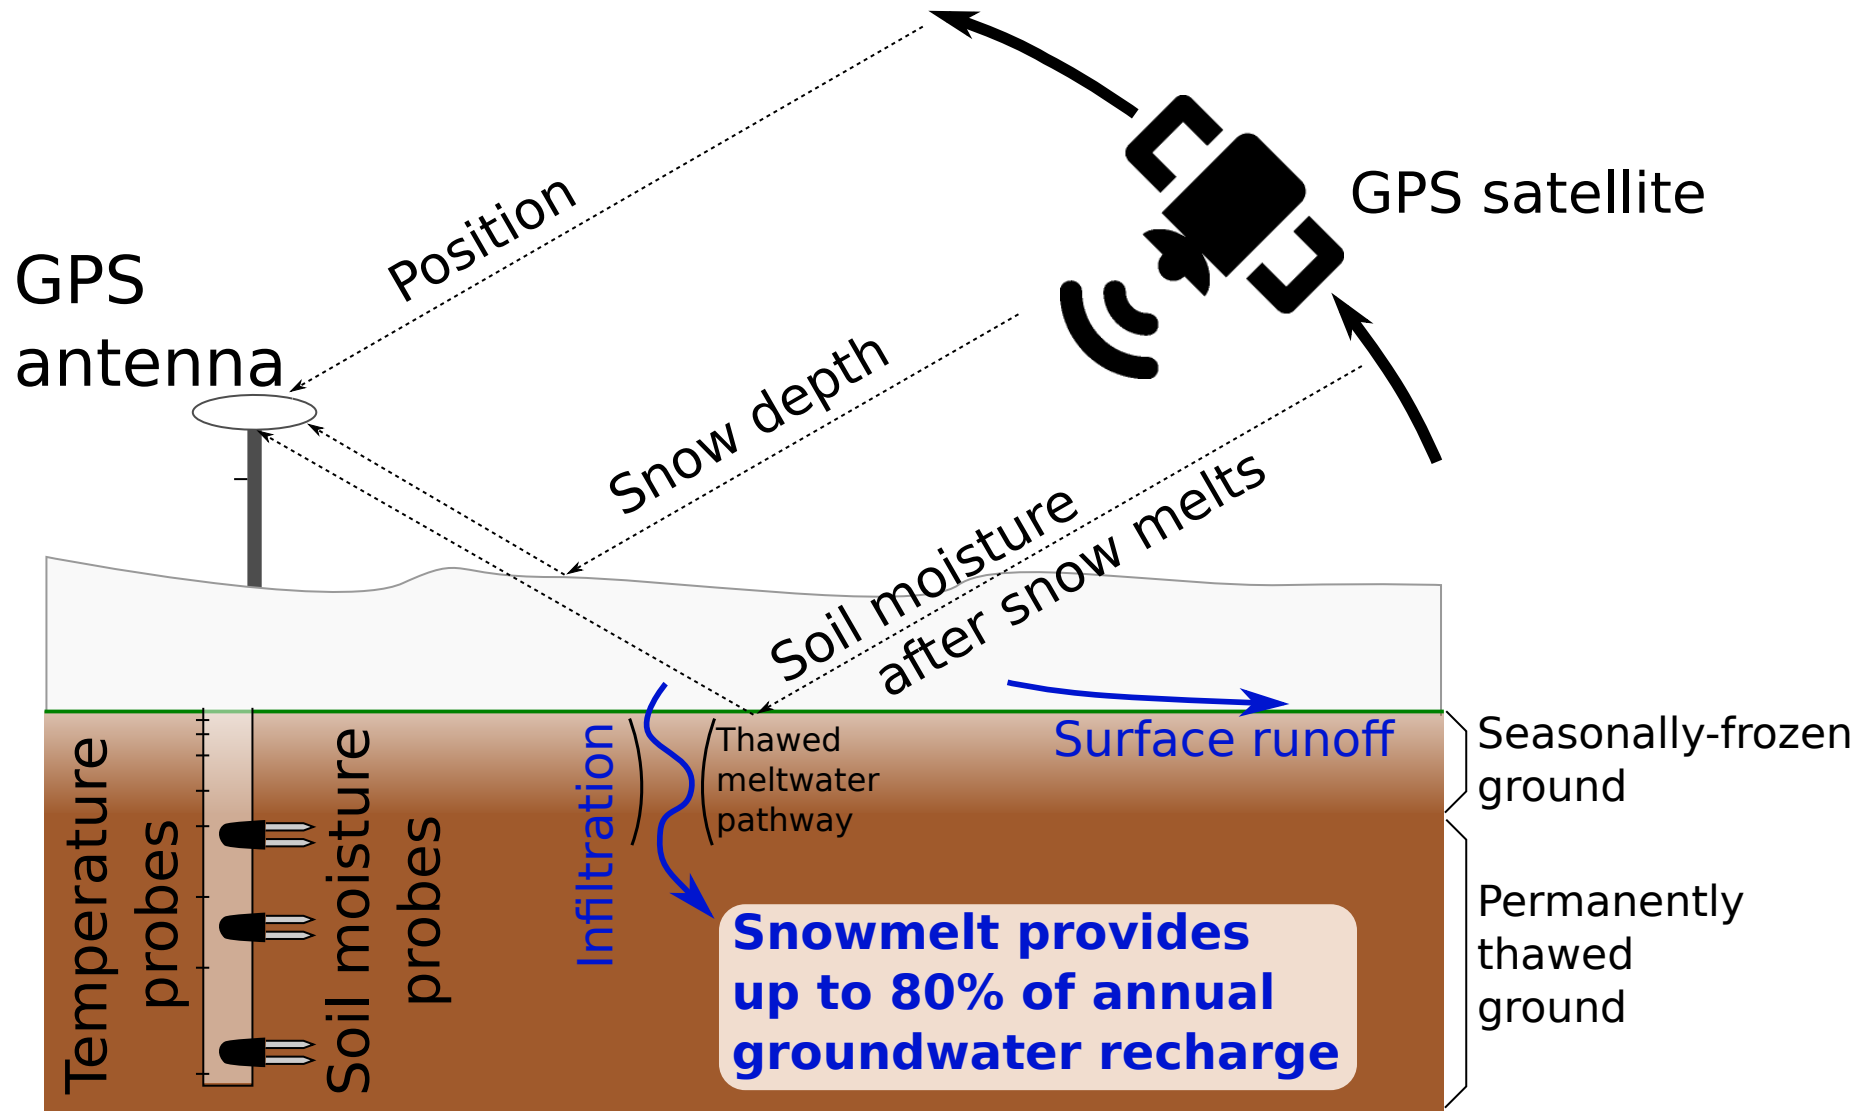 Position
GPS satellite
GPS
antenna
Snow depth
Soil moisture
after snow melts
Surface runoff
Seasonally-frozen
ground
Thawed
meltwater
pathway
Infiltration
Temperature
probes
Soil moisture
probes
Permanently
thawed
ground
Snowmelt provides
up to 80% of annual
groundwater recharge